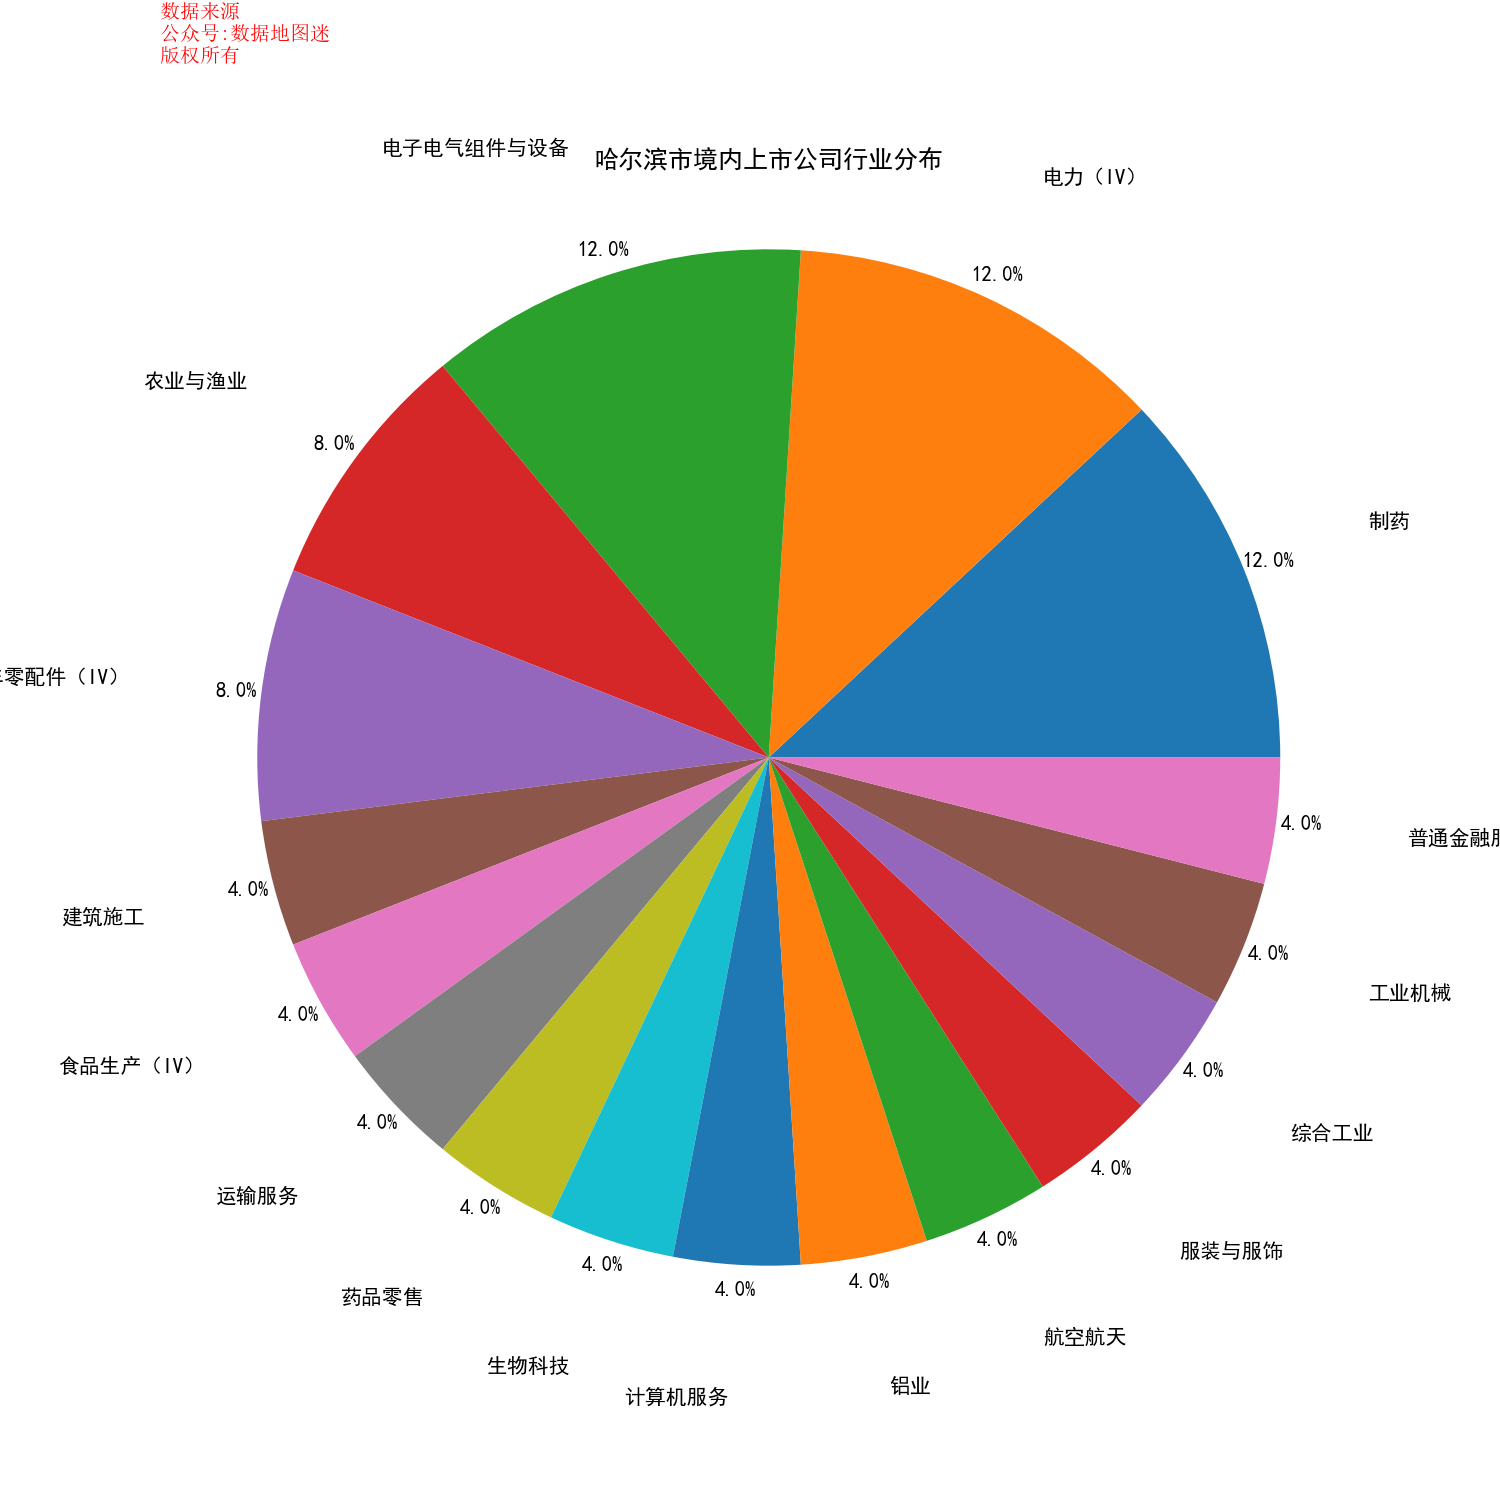 数据来源
公众号:数据地图迷
版权所有
哈尔滨市境内上市公司行业分布
电子电气组件与设备
电力（IV）
12.0%
12.0%
农业与渔业
8.0%
制药
12.0%
零配件（IV）
8.0%
普通金融
4.0%
建筑施工
4.0%
工业机械
4.0%
食品生产（IV）
4.0%
综合工业
4.0%
运输服务
4.0%
服装与服饰
4.0%
药品零售
4.0%
航空航天
4.0%
生物科技
4.0%
计算机服务
4.0%
铝业
4.0%